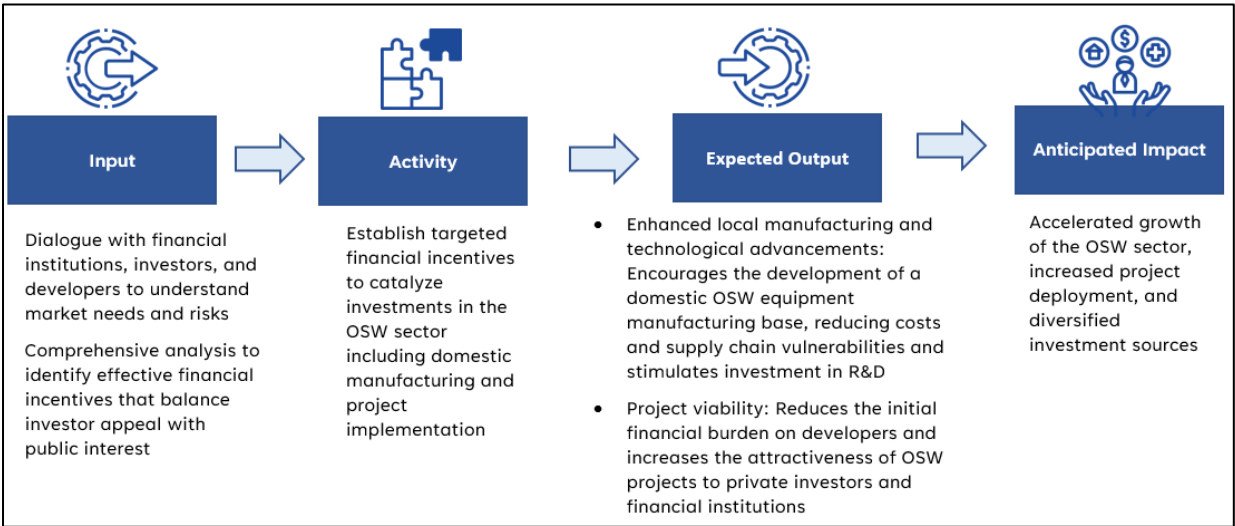 Input
Dialogue with financial
institutions, investors, and
developers to understand
market needs and risks
Comprehensive analysis to
identify effective financial
incentives that balance
investor appeal with
public interest
Activity
Establish targeted
financial incentives
to catalyze
investments in the
OSW sector
including domestic
manufacturing and
project
implementation
Expected Output
• Enhanced local manufacturing and
technological advancements:
Encourages the development of a
domestic OSW equipment
manufacturing base, reducing costs
and supply chain vulnerabilities and
stimulates investment in R&D
• Project viability: Reduces the initial
financial burden on developers and
increases the attractiveness of OSW
projects to private investors and
financial institutions
$
Anticipated Impact
Accelerated growth
of the OSW sector,
increased project
deployment, and
diversified
investment sources